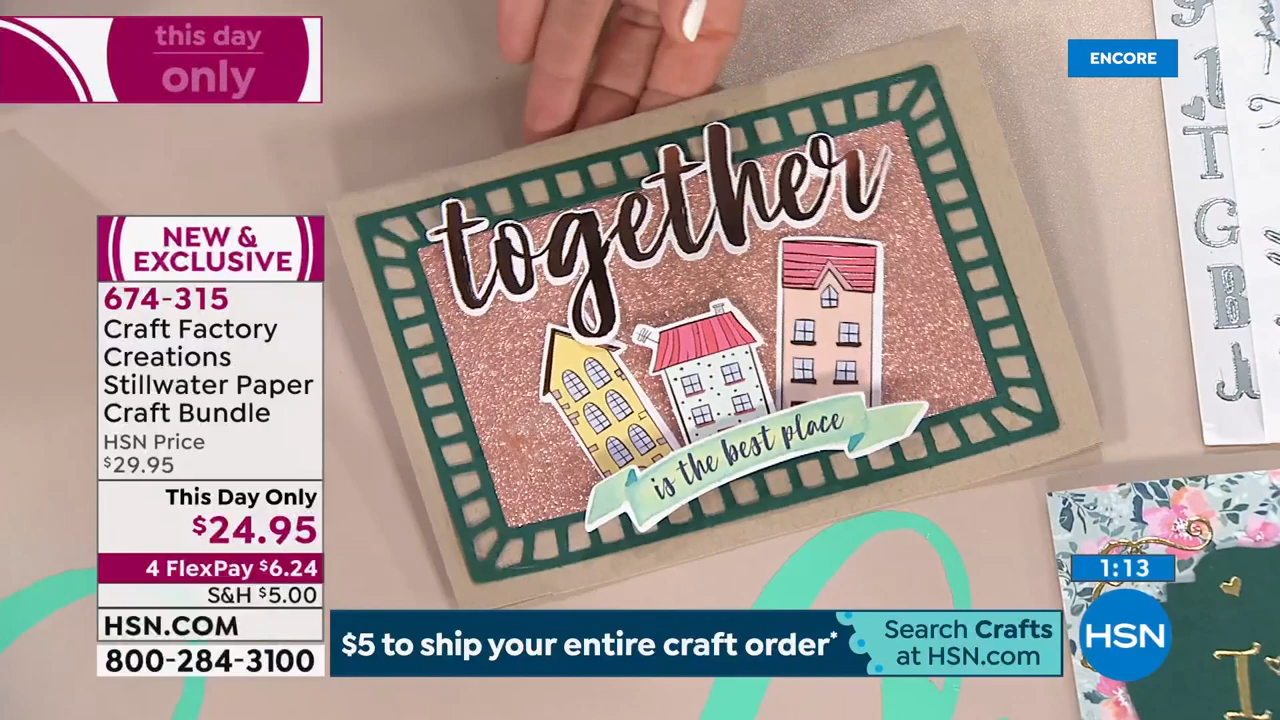 this day
only
ENCORE
NEW &
EXCLUSIVE
674-315
Craft Factory
Creations
Stillwater Paper
Craft Bundle
HSN Price
$29.95
This Day Only
$24.95
4 FlexPay $6.24
S&H $5.00
HSN.COM
800-284-3100
together
is the best place
T
G
B
1:13
HSN
$5 to ship your entire craft order*
Search Crafts
at HSN.com